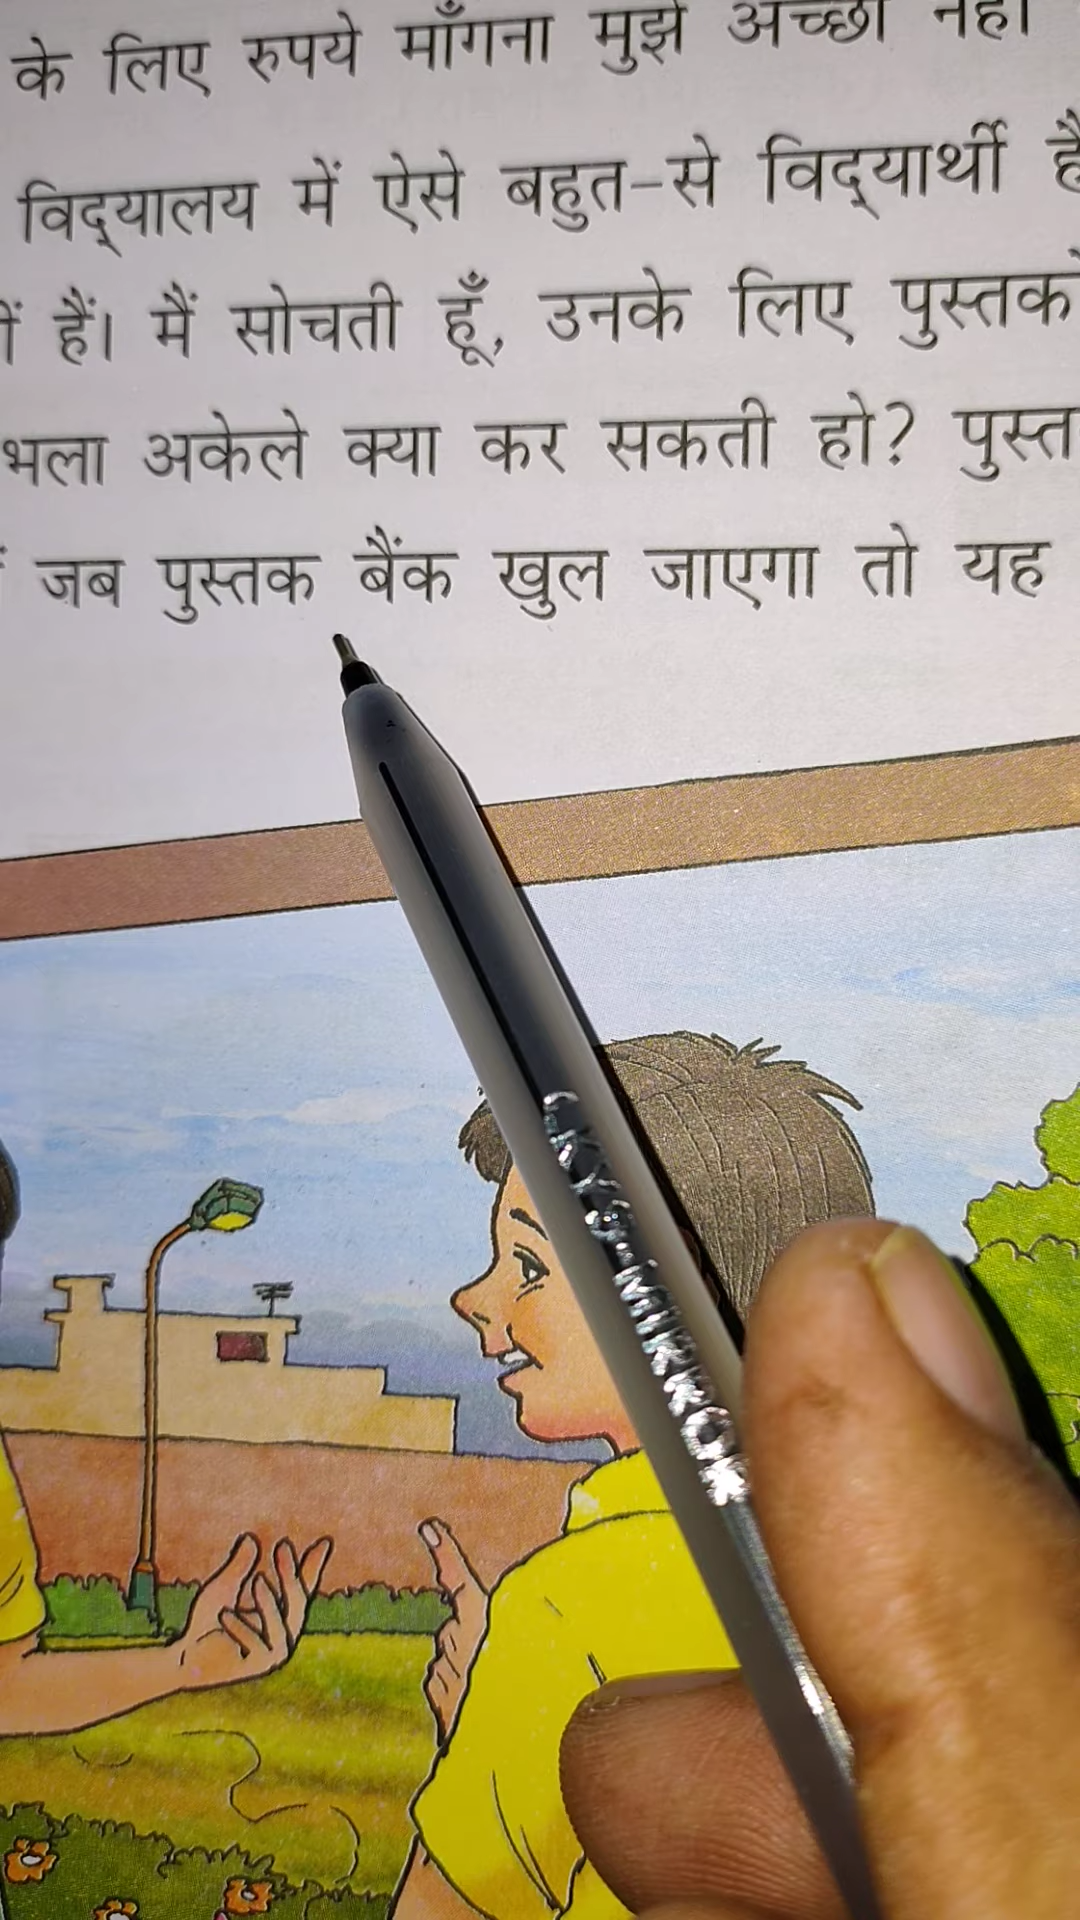 के लिए रुपये माँगना मुझे अच्छा नहीं
विद्यालय में ऐसे बहुत-से विद्यार्थी
हैं। मैं सोचती हूँ, उनके लिए
भला अकेले क्या कर सकती हो?
जब पुस्तक बैंक खुल जाएगा तो यह